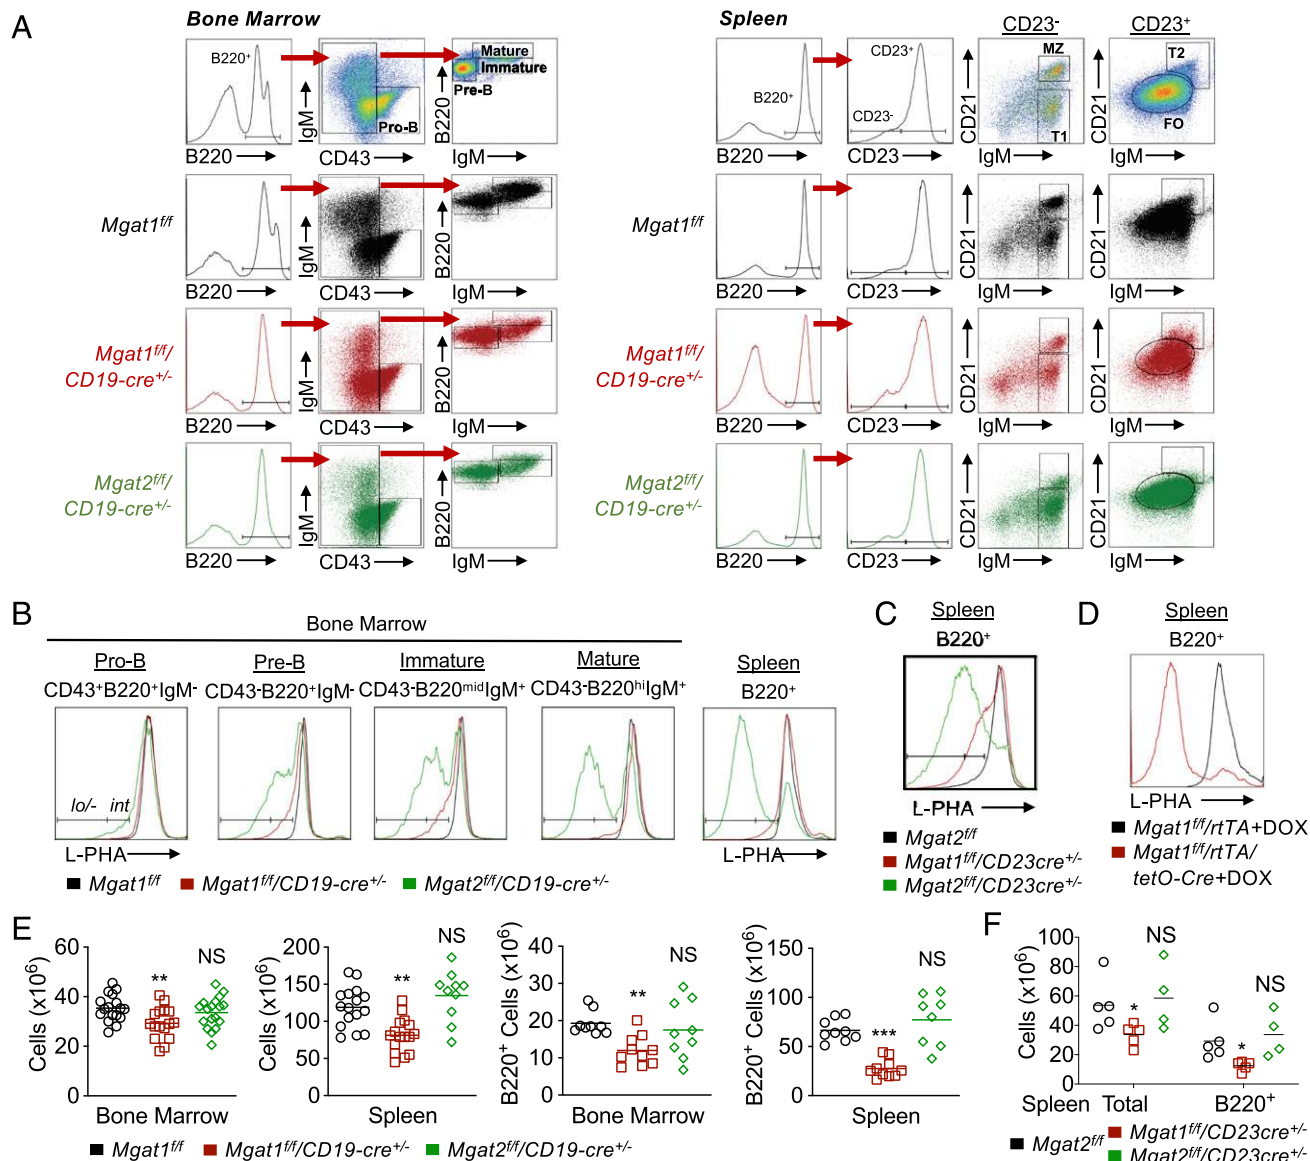 A
Bone Marrow
Spleen
CD23-
CD23+
B220+
IgM
Mature
Immature
Pre-B
Pro-B
B220
B220
CD43
IgM
B220+
B220
CD23+
CD23-
CD23
MZ
T1
CD21
IgM
T2
FO
CD21
IgM
Mgat1f/f
IgM
B220
B220
CD43
IgM
B220
CD23
CD21
IgM
CD21
IgM
Mgat1f/f/
CD19-cre+/-
IgM
B220
B220
CD43
IgM
Mgat1f/f/
CD19-cre+/-
B220
CD23
CD21
IgM
CD21
IgM
Mgat2f/f/
CD19-cre+/-
IgM
B220
B220
CD43
IgM
Mgat2f/f/
CD19-cre+/-
B220
CD23
CD21
IgM
CD21
IgM
Mgat1f/f
B
Bone Marrow
Pro-B
CD43+B220+IgM-
Pre-B
CD43-B220+IgM-
Immature
CD43-B220midIgM+
Mature
CD43-B220hiIgM+
Spleen
B220+
lo/-
int
L-PHA
L-PHA
Mgat1f/f
Mgat1f/f/CD19-cre+/-
Mgat2f/f/CD19-cre+/-
C
Spleen
B220+
L-PHA
Mgat2f/f
Mgat1f/f/CD23cre+/-
Mgat2f/f/CD23cre+/-
D
Spleen
B220+
L-PHA
Mgat1f/f/rtTA+DOX
Mgat1f/f/rtTA/
tetO-Cre+DOX
E
Cells (x10⁶)
60
40
20
0
**
NS
Bone Marrow
Cells (x10⁶)
200
150
100
50
0
**
NS
Spleen
B220+ Cells (x10⁶)
40
30
20
10
0
**
NS
Bone Marrow
B220+ Cells (x10⁶)
150
100
50
0
***
NS
Spleen
Mgat1f/f
Mgat1f/f/CD19-cre+/-
Mgat2f/f/CD19-cre+/-
F
Cells (x10⁶)
100
80
60
40
20
0
*
NS
*
NS
Spleen
Total
B220+
Mgat2f/f
Mgat1f/f/CD23cre+/-
Mgat2f/f/CD23cre+/-